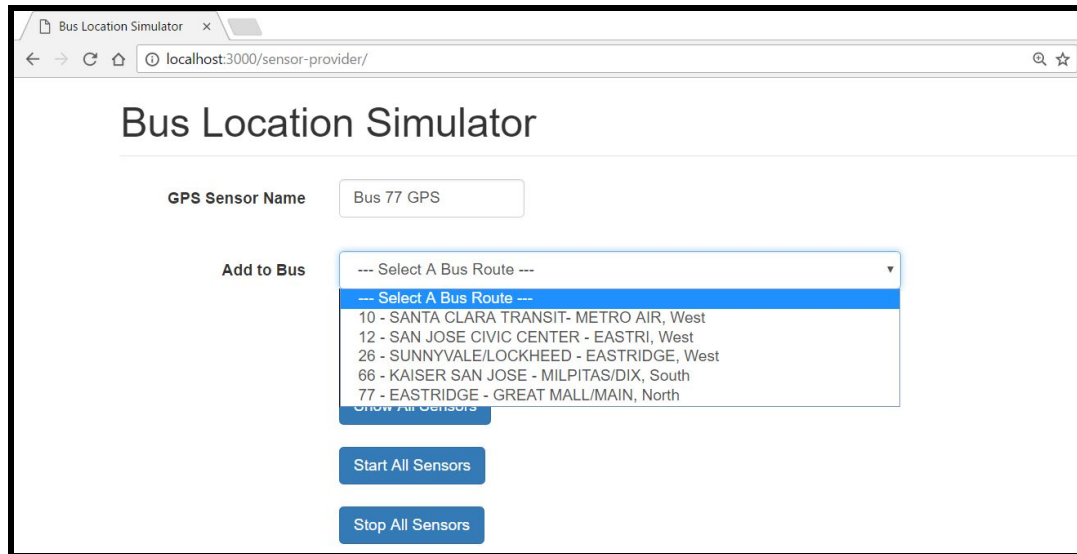 Bus Location Simulator
localhost:3000/sensor-provider/
Bus Location Simulator
GPS Sensor Name
Bus 77 GPS
Add to Bus
--- Select A Bus Route ---
--- Select A Bus Route ---
10 - SANTA CLARA TRANSIT- METRO AIR, West
12 - SAN JOSE CIVIC CENTER - EASTRI, West
26 - SUNNYVALE/LOCKHEED - EASTRIDGE, West
66 - KAISER SAN JOSE - MILPITAS/DIX, South
77 - EASTRIDGE - GREAT MALL/MAIN, North
Show All Sensors
Start All Sensors
Stop All Sensors